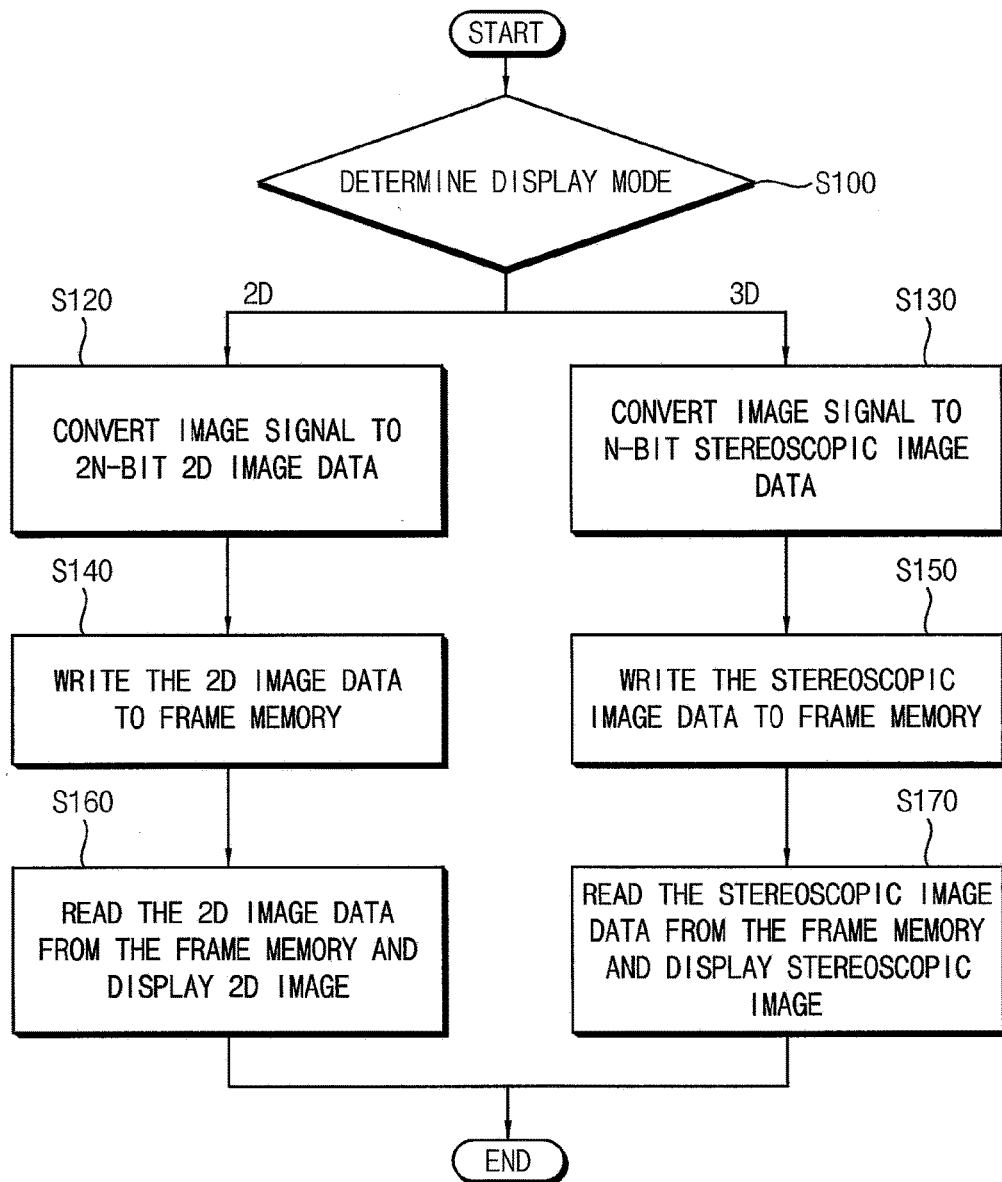 START
DETERMINE DISPLAY MODE
S100
2D
3D
S120
S130
CONVERT IMAGE SIGNAL TO
2N-BIT 2D IMAGE DATA
CONVERT IMAGE SIGNAL TO
N-BIT STEREOSCOPIC IMAGE
DATA
S140
S150
WRITE THE 2D IMAGE DATA
TO FRAME MEMORY
WRITE THE STEREOSCOPIC
IMAGE DATA TO FRAME MEMORY
S160
S170
READ THE 2D IMAGE DATA
FROM THE FRAME MEMORY AND
DISPLAY 2D IMAGE
READ THE STEREOSCOPIC IMAGE
DATA FROM THE FRAME MEMORY
AND DISPLAY STEREOSCOPIC
IMAGE
END